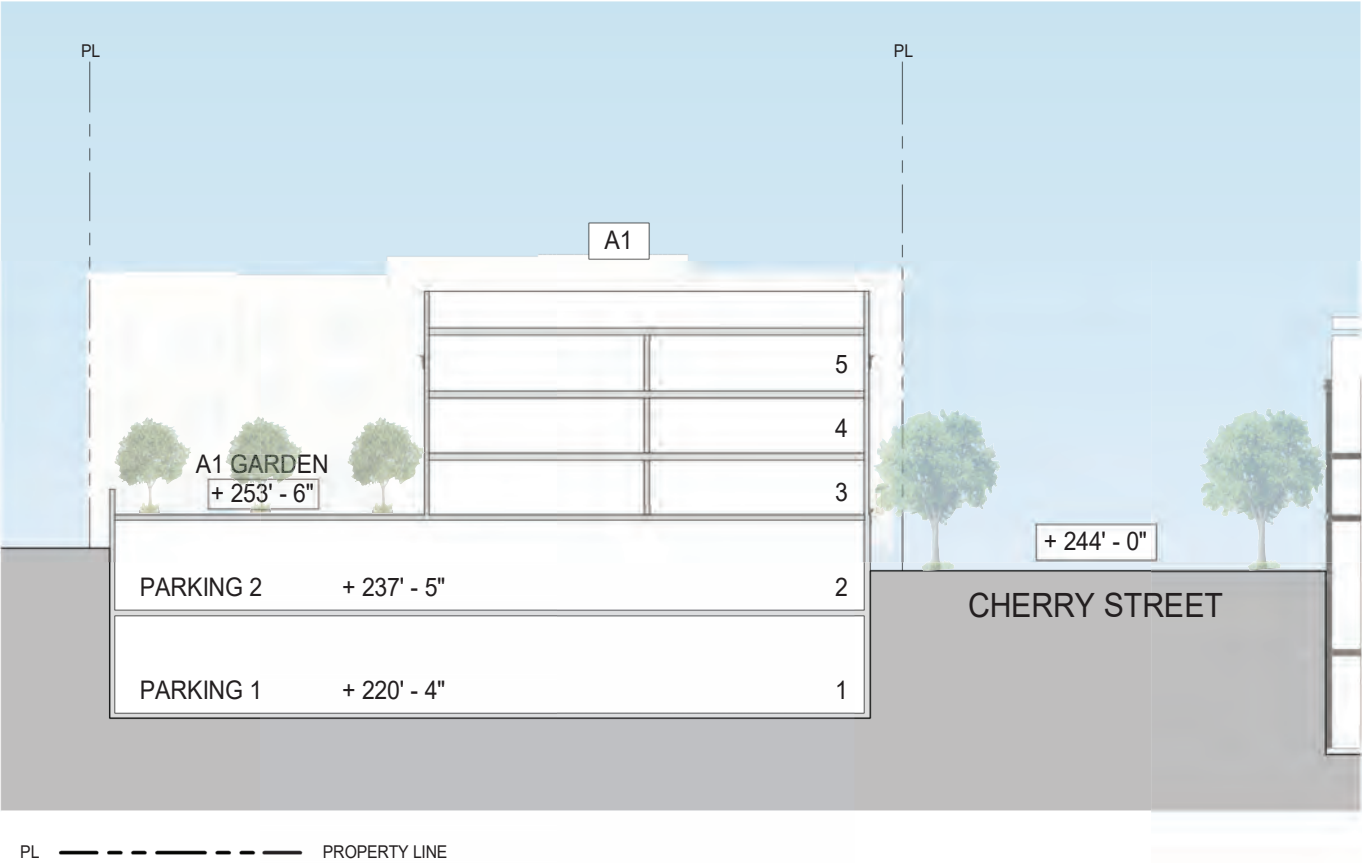 PL PL
A1
5
4
A1 GARDEN
+ 253' - 6"
3
+ 244' - 0"
PARKING 2 + 237' - 5" 2
CHERRY STREET
PARKING 1 + 220' - 4" 1
PL PROPERTY LINE